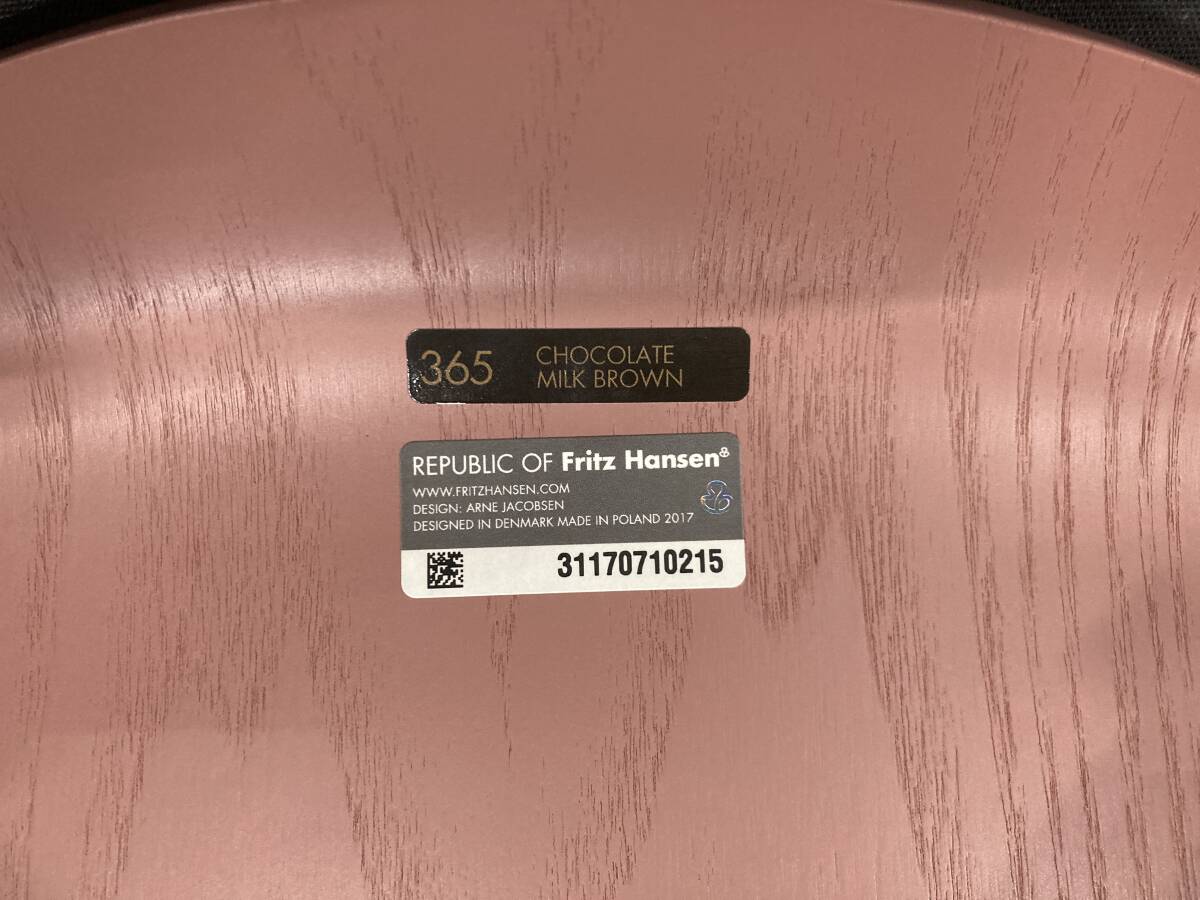 365 CHOCOLATE
MILK BROWN
REPUBLIC OF Fritz Hansen®
WWW.FRITZHANSEN.COM
DESIGN: ARNE JACOBSEN
DESIGNED IN DENMARK MADE IN POLAND 2017
31170710215